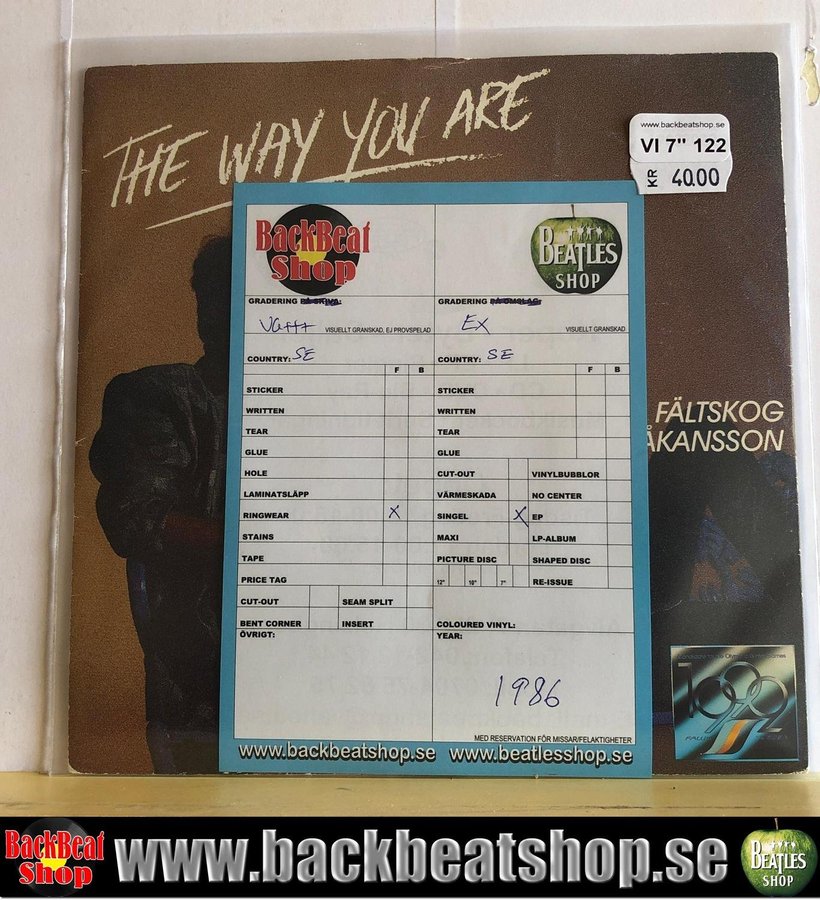 THE WAY YOU ARE
www.backbeatshop.se
VI 7" 122
KR 40.00
BackBeat Shop
BEATLES SHOP
GRADERING PÅ SKIVA:
GRADERING PÅ OMSLAG:
VG+++ VISUELLT GRANSKAD, EJ PROVSPELAD
EX VISUELLT GRANSKAD
COUNTRY: SE
COUNTRY: SE
F B
F B
STICKER
STICKER
WRITTEN
WRITTEN
FÄLTSKOG
TEAR
TEAR
GLUE
GLUE
HOLE
CUT-OUT VINYLBUBBLOR
LAMINATSLÄPP
VÄRMESKADA NO CENTER
RINGWEAR X
SINGEL X EP
STAINS
MAXI LP-ALBUM
TAPE
PICTURE DISC SHAPED DISC
PRICE TAG
12" 10" 7" RE-ISSUE
CUT-OUT SEAM SPLIT
BENT CORNER INSERT
COLOURED VINYL:
ÖVRIGT:
YEAR:
1986
1992
MED RESERVATION FÖR MISSAR/FELAKTIGHETER
www.backbeatshop.se www.beatlesshop.se
BackBeat Shop
www.backbeatshop.se
BEATLES SHOP